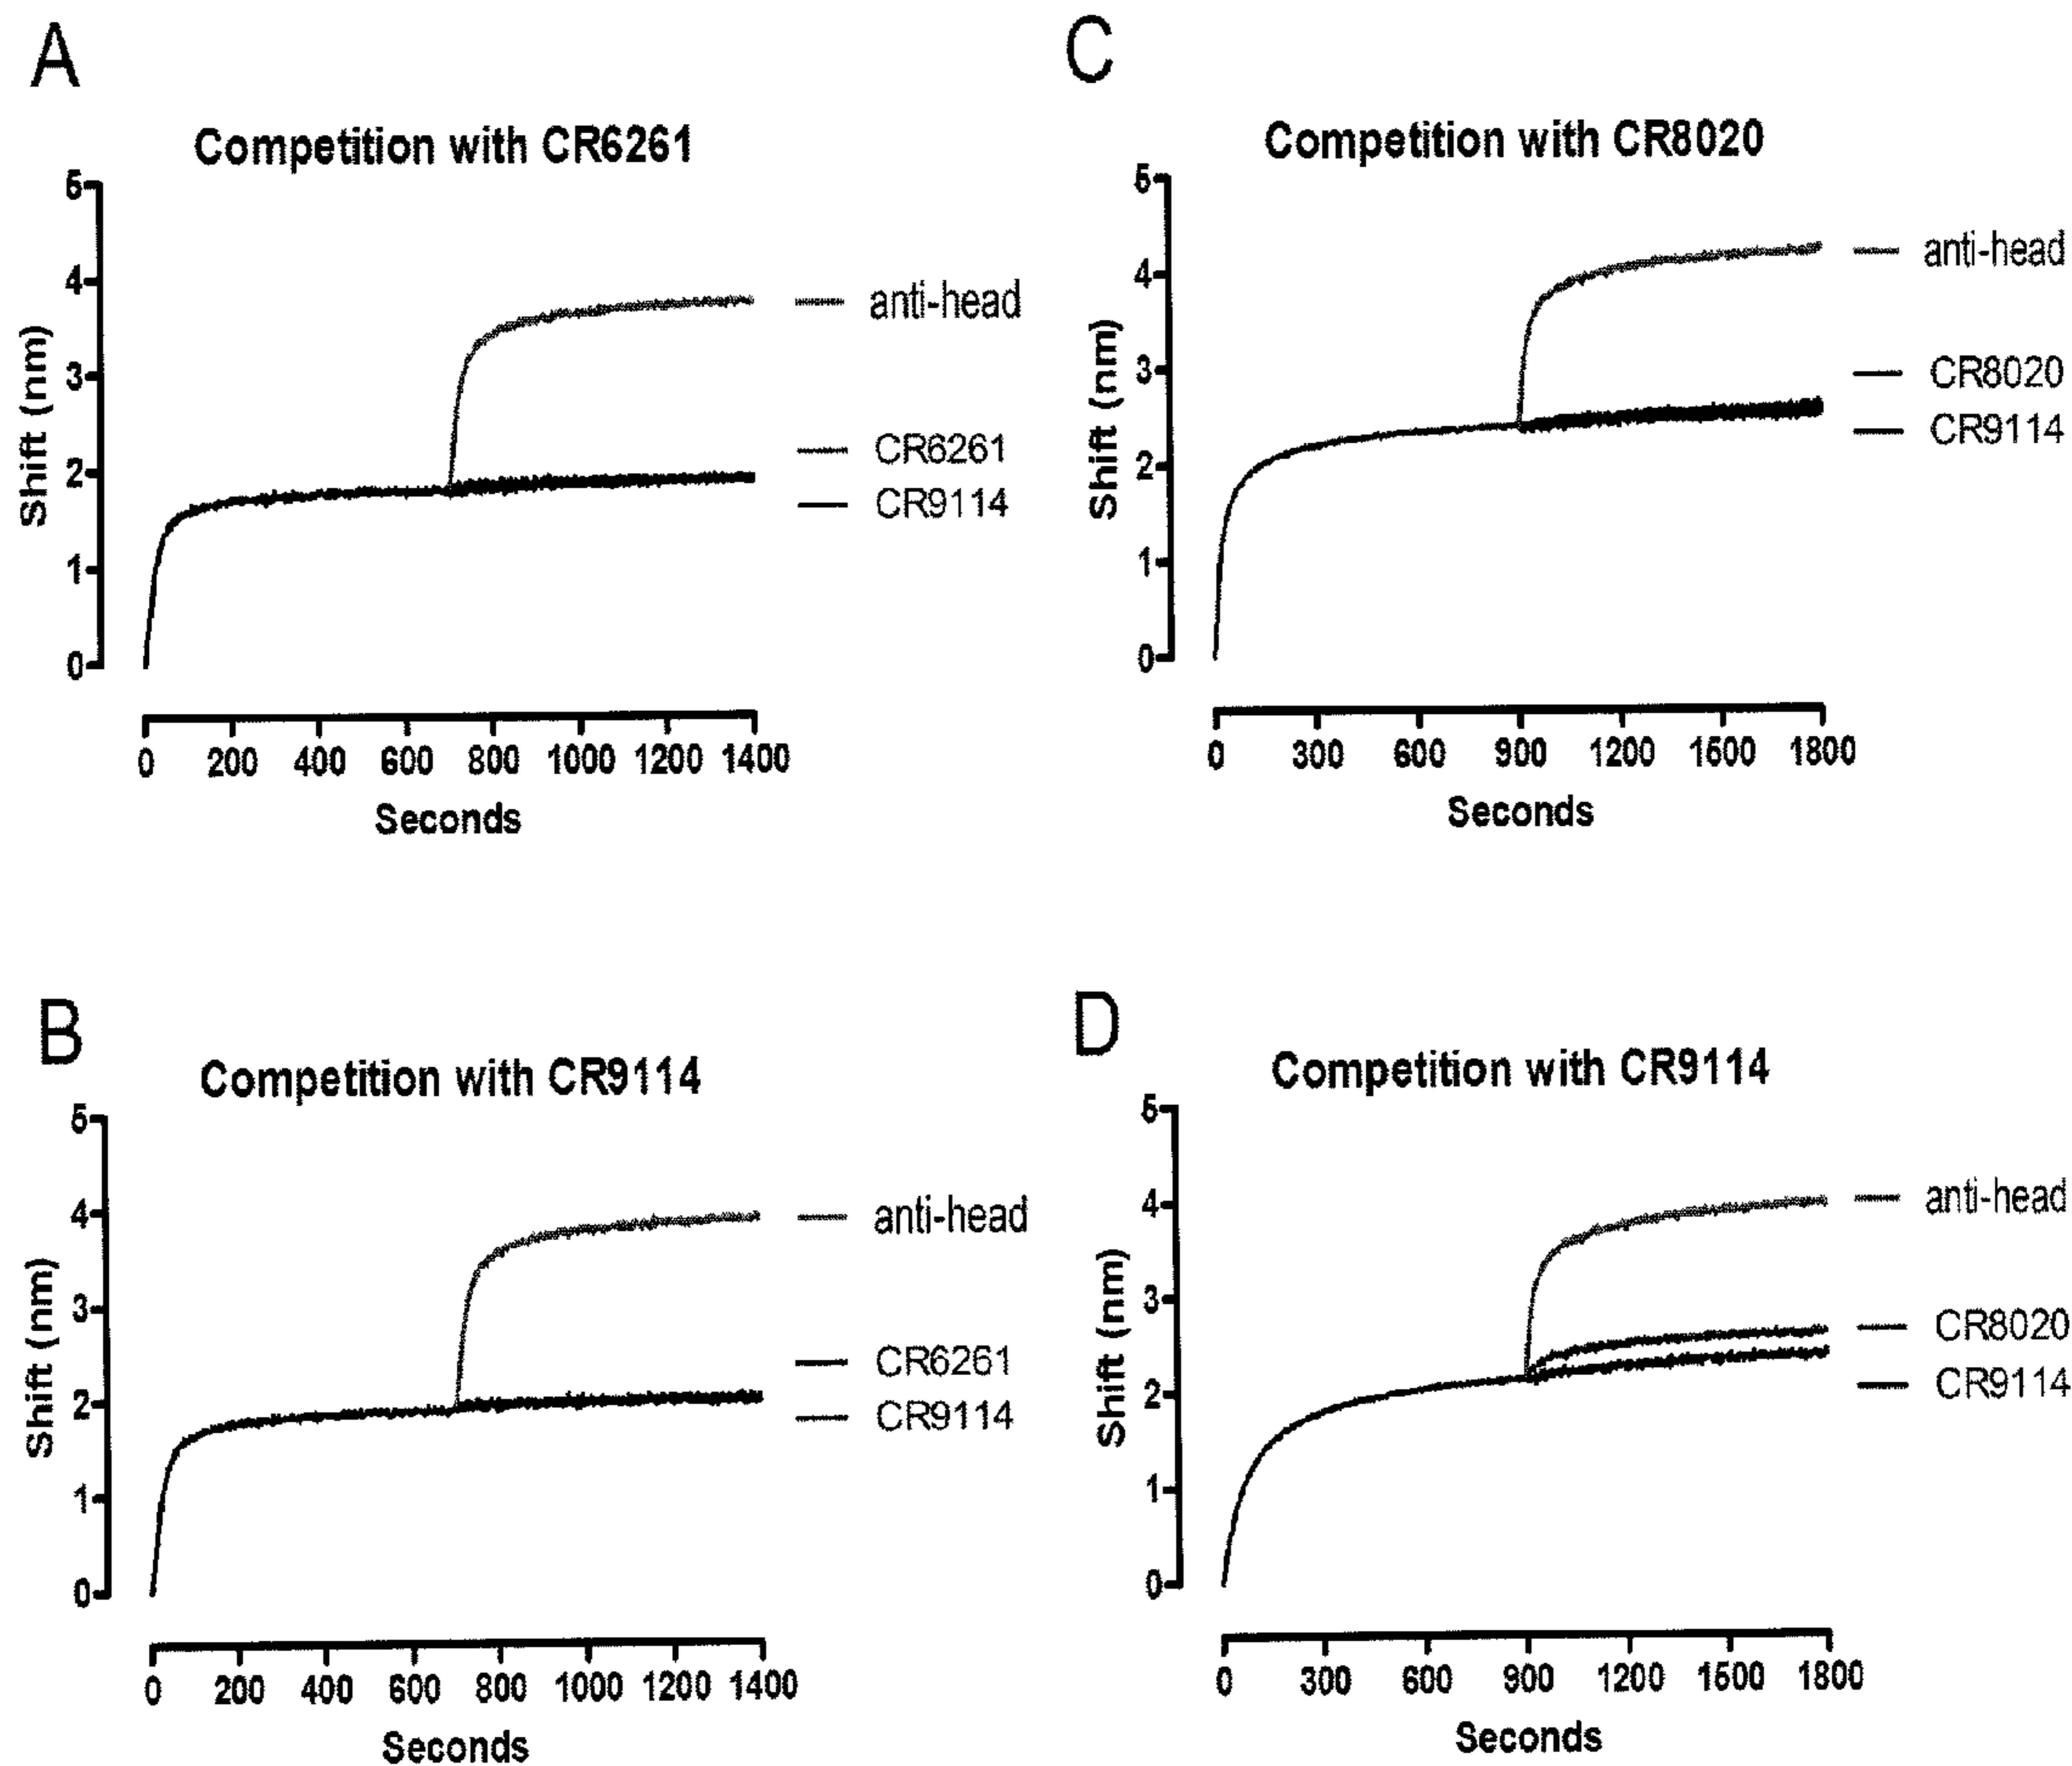 A
Competition with CR6261
Shift (nm)
5
4
3
2
1
0
anti-head
CR6261
CR9114
0 200 400 600 800 1000 1200 1400
Seconds
C
Competition with CR8020
Shift (nm)
5
4
3
2
1
0
anti-head
CR8020
CR9114
0 300 600 900 1200 1500 1800
Seconds
B
Competition with CR9114
Shift (nm)
5
4
3
2
1
0
anti-head
CR6261
CR9114
0 200 400 600 800 1000 1200 1400
Seconds
D
Competition with CR9114
Shift (nm)
5
4
3
2
1
0
anti-head
CR8020
CR9114
0 300 600 900 1200 1500 1800
Seconds